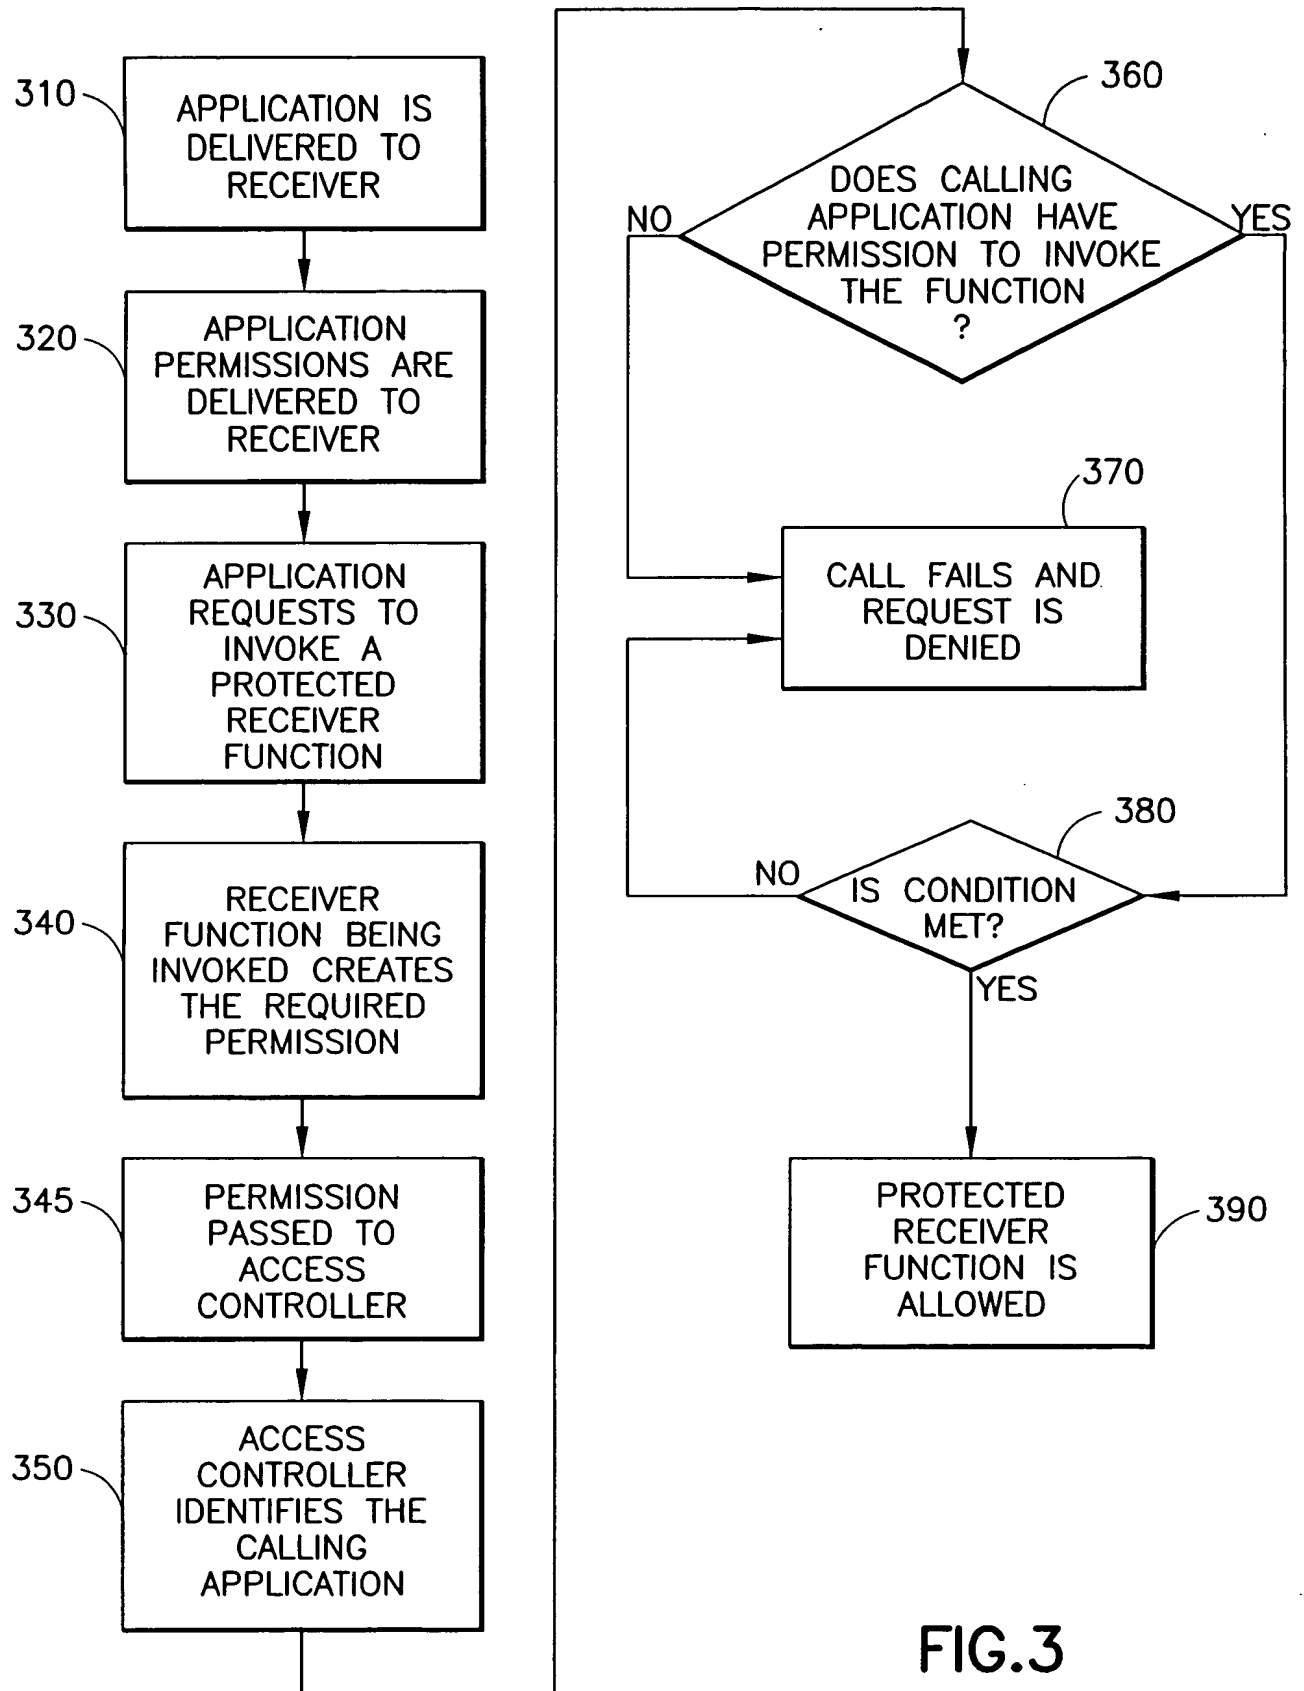 310
APPLICATION IS
DELIVERED TO
RECEIVER
320
APPLICATION
PERMISSIONS ARE
DELIVERED TO
RECEIVER
330
APPLICATION
REQUESTS TO
INVOKE A
PROTECTED
RECEIVER
FUNCTION
340
RECEIVER
FUNCTION BEING
INVOKED CREATES
THE REQUIRED
PERMISSION
345
PERMISSION
PASSED TO
ACCESS
CONTROLLER
350
ACCESS
CONTROLLER
IDENTIFIES THE
CALLING
APPLICATION
360
DOES CALLING
APPLICATION HAVE
PERMISSION TO INVOKE
THE FUNCTION
?
NO
YES
370
CALL FAILS AND
REQUEST IS
DENIED
380
IS CONDITION
MET?
NO
YES
390
PROTECTED
RECEIVER
FUNCTION IS
ALLOWED
FIG.3